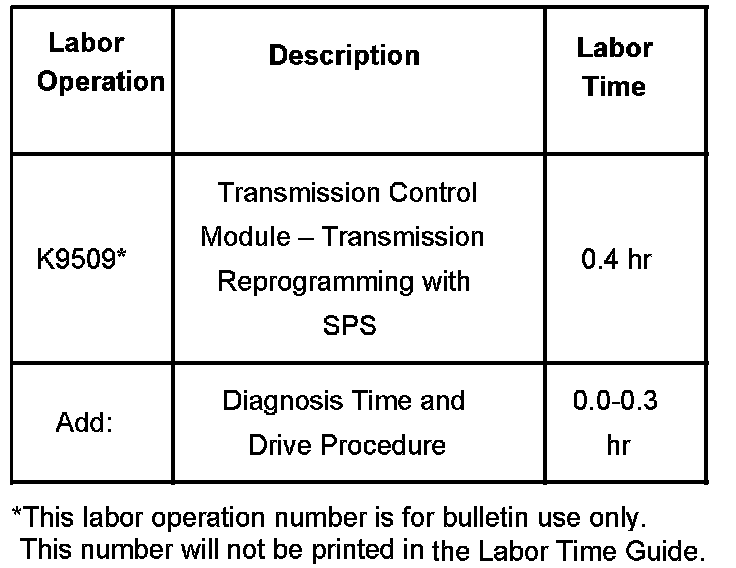 Labor
Operation
Description
Labor
Time
K9509*
Transmission Control
Module – Transmission
Reprogramming with
SPS
0.4 hr
Add:
Diagnosis Time and
Drive Procedure
0.0-0.3
hr
*This labor operation number is for bulletin use only.
This number will not be printed in the Labor Time Guide.